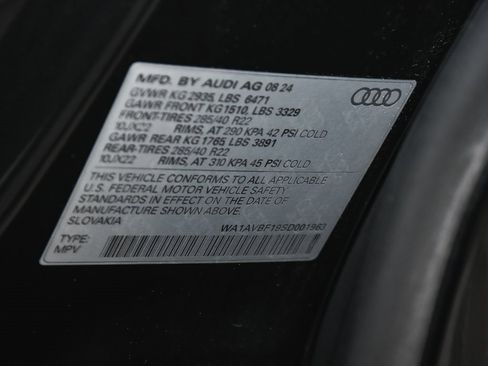 MFD. BY AUDI AG 08 24
GVWR KG 2935, LBS 6471
GAWR FRONT KG 1510, LBS 3329
FRONT-TIRES 285/40 R22
10JX22 RIMS, AT 290 KPA 42 PSI COLD
GAWR REAR KG 1765 LBS 3891
REAR-TIRES 285/40 R22
10JX22 RIMS, AT 310 KPA 45 PSI COLD
THIS VEHICLE CONFORMS TO ALL APPLICABLE
U.S. FEDERAL MOTOR VEHICLE SAFETY
STANDARDS IN EFFECT ON THE DATE OF
MANUFACTURE SHOWN ABOVE.
SLOVAKIA
WA1AVBF19SD001963
TYPE:
MPV